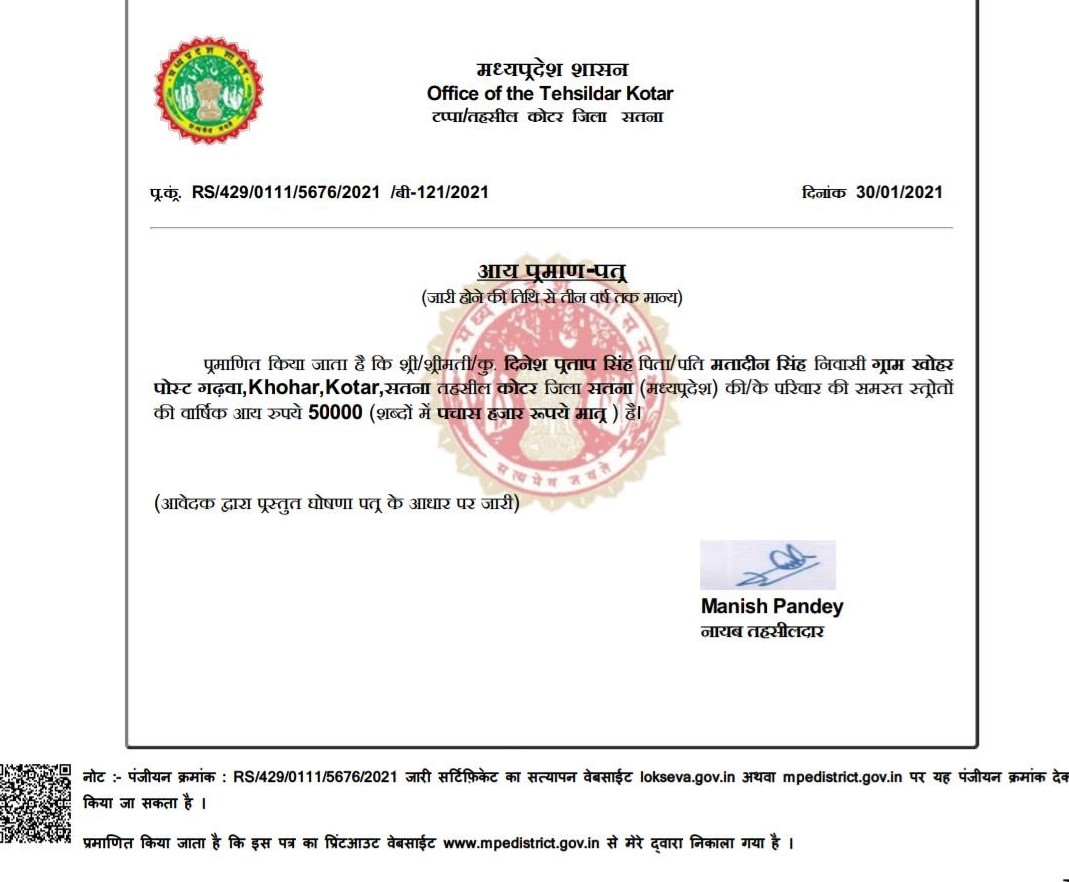 मध्यप्रदेश शासन
Office of the Tehsildar Kotar
टप्पा/तहसील कोटर जिला सतना
प्र.क्रं. RS/429/0111/5676/2021 /बी-121/2021 दिनांक 30/01/2021
आय प्रमाण-पत्र
(जारी होने की तिथि से तीन वर्ष तक मान्य)
प्रमाणित किया जाता है कि श्री/श्रीमती/कु. दिनेश प्रताप सिंह पिता/पति मतादीन सिंह निवासी ग्राम खोहर
पोस्ट गढ़वा,Khohar,Kotar,सतना तहसील कोटर जिला सतना (मध्यप्रदेश) की/के परिवार की समस्त स्त्रोतों
की वार्षिक आय रुपये 50000 (शब्दों में पचास हजार रूपये मात्र ) है।
(आवेदक द्वारा प्रस्तुत घोषणा पत्र के आधार पर जारी)
Manish Pandey
नायब तहसीलदार
नोट :- पंजीयन क्रमांक : RS/429/0111/5676/2021 जारी सर्टिफ़िकेट का सत्यापन वेबसाईट lokseva.gov.in अथवा mpedistrict.gov.in पर यह पंजीयन क्रमांक देक
किया जा सकता है ।
प्रमाणित किया जाता है कि इस पत्र का प्रिंटआउट वेबसाईट www.mpedistrict.gov.in से मेरे द्वारा निकाला गया है ।